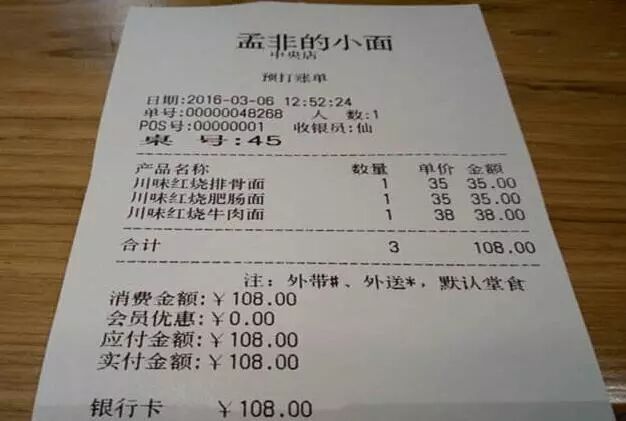 孟非的小面
中央店
预打账单
日期:2016-03-06 12:52:24
单号:00000048268 人 数:1
POS号:00000001 收银员:仙
桌 号:45
产品名称 数量 单价 金额
川味红烧排骨面 1 35 35.00
川味红烧肥肠面 1 35 35.00
川味红烧牛肉面 1 38 38.00
合计 3 108.00
注：外带#、外送*，默认堂食
消费金额:￥108.00
会员优惠:￥0.00
应付金额:￥108.00
实付金额:￥108.00
银行卡 ￥108.00